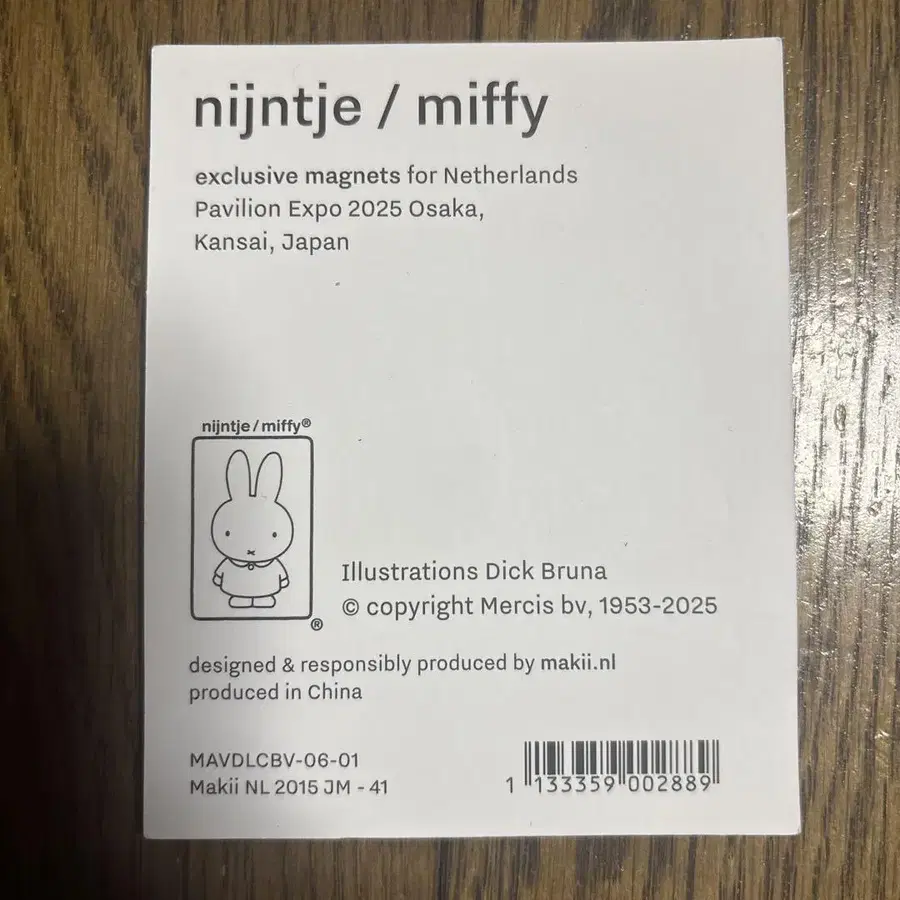 nijntje / miffy
exclusive magnets for Netherlands
Pavilion Expo 2025 Osaka,
Kansai, Japan
nijntje / miffy®
®
Illustrations Dick Bruna
© copyright Mercis bv, 1953-2025
designed & responsibly produced by makii.nl
produced in China
MAVDLCBV-06-01
Makii NL 2015 JM - 41
1 133359 002889